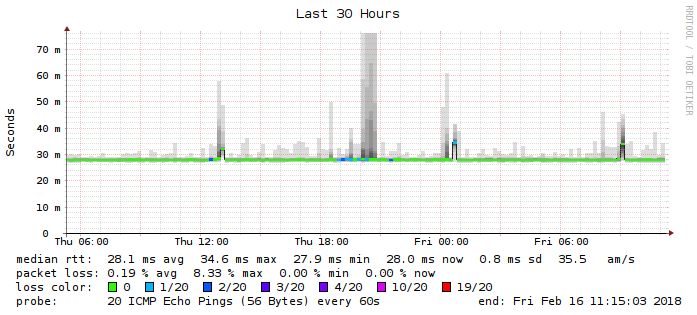 Last 30 Hours
RRDTOOL / TOBI OETIKER
Seconds
70 m
60 m
50 m
40 m
30 m
20 m
10 m
0
Thu 06:00 Thu 12:00 Thu 18:00 Fri 00:00 Fri 06:00
median rtt: 28.1 ms avg 34.6 ms max 27.9 ms min 28.0 ms now 0.8 ms sd 35.5 am/s
packet loss: 0.19 % avg 8.33 % max 0.00 % min 0.00 % now
loss color: 0 1/20 2/20 3/20 4/20 10/20 19/20
probe: 20 ICMP Echo Pings (56 Bytes) every 60s end: Fri Feb 16 11:15:03 2018